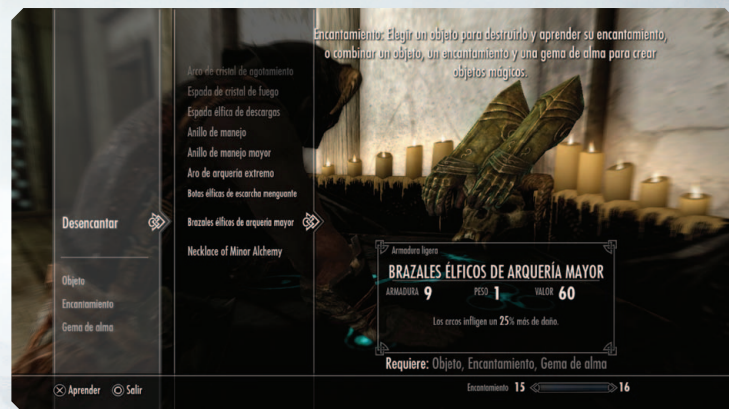 Encantamiento: Elegir un objeto para destruirlo y aprender su encantamiento,
o combinar un objeto, un encantamiento y una gema de alma para crear
objetos mágicos.
Arco de cristal de agotamiento
Espada de cristal de fuego
Espada élfica de descargas
Anillo de manejo
Anillo de manejo mayor
Aro de arquería extremo
Botas élficas de escarcha menguante
Desencantar
Brazales élficos de arquería mayor
Necklace of Minor Alchemy
Objeto
Encantamiento
Gema de alma
Armadura ligera
BRAZALES ÉLFICOS DE ARQUERÍA MAYOR
ARMADURA 9 PESO 1 VALOR 60
Los arcos infligen un 25% más de daño.
Requiere: Objeto, Encantamiento, Gema de alma
Aprender Salir
Encantamiento 15 16